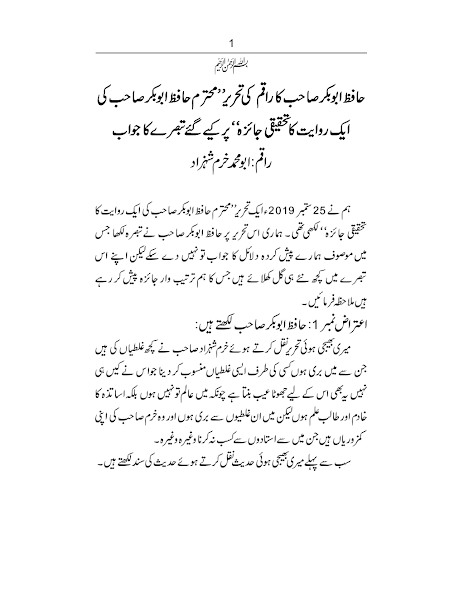 1
بسم اللہ الرحمن الرحیم
حافظ ابوبکر صاحب کا راقم کی تحریر ’’محترم حافظ ابوبکر صاحب کی
ایک روایت کا تحقیقی جائزہ‘‘ پر کیے گئے تبصرے کا جواب
راقم: ابو محمد خرم شہزاد
ہم نے 25 ستمبر 2019ء ایک تحریر ’’محترم حافظ ابوبکر صاحب کی ایک روایت کا
تحقیقی جائزہ‘‘ لکھی تھی۔ ہماری اس تحریر پر حافظ ابوبکر صاحب نے تبصرہ لکھا جس
میں موصوف ہمارے پیش کردہ دلائل کا جواب تو نہیں دے سکے لیکن اپنے اس
تبصرے میں کچھ نئے ہی گل کھلائے ہیں جس کا ہم ترتیب وار جائزہ پیش کر رہے
ہیں ملاحظہ فرمائیں۔
اعتراض نمبر 1: حافظ ابوبکر صاحب لکھتے ہیں:
میری بھیجی ہوئی تحریر نقل کرتے ہوئے خرم شہزاد صاحب نے کچھ غلطیاں کی ہیں
جن سے میں بری ہوں کسی کی طرف ایسی غلطیاں منسوب کر دینا جو اس نے کیں ہی
نہیں یہ بھی اس کے لیے جھوٹا عیب بنتا ہے چونکہ میں عالم تو نہیں ہوں بلکہ اساتذہ کا
خادم اور طالب علم ہوں لیکن میں ان غلطیوں سے بری ہوں اور وہ خرم صاحب کی اپنی
کمزوریاں ہیں جن میں سے استادوں سے کسب نہ کرنا وغیرہ وغیرہ۔
سب سے پہلے میری بھیجی ہوئی حدیث نقل کرتے ہوئے حدیث کی سند لکھتے ہیں۔